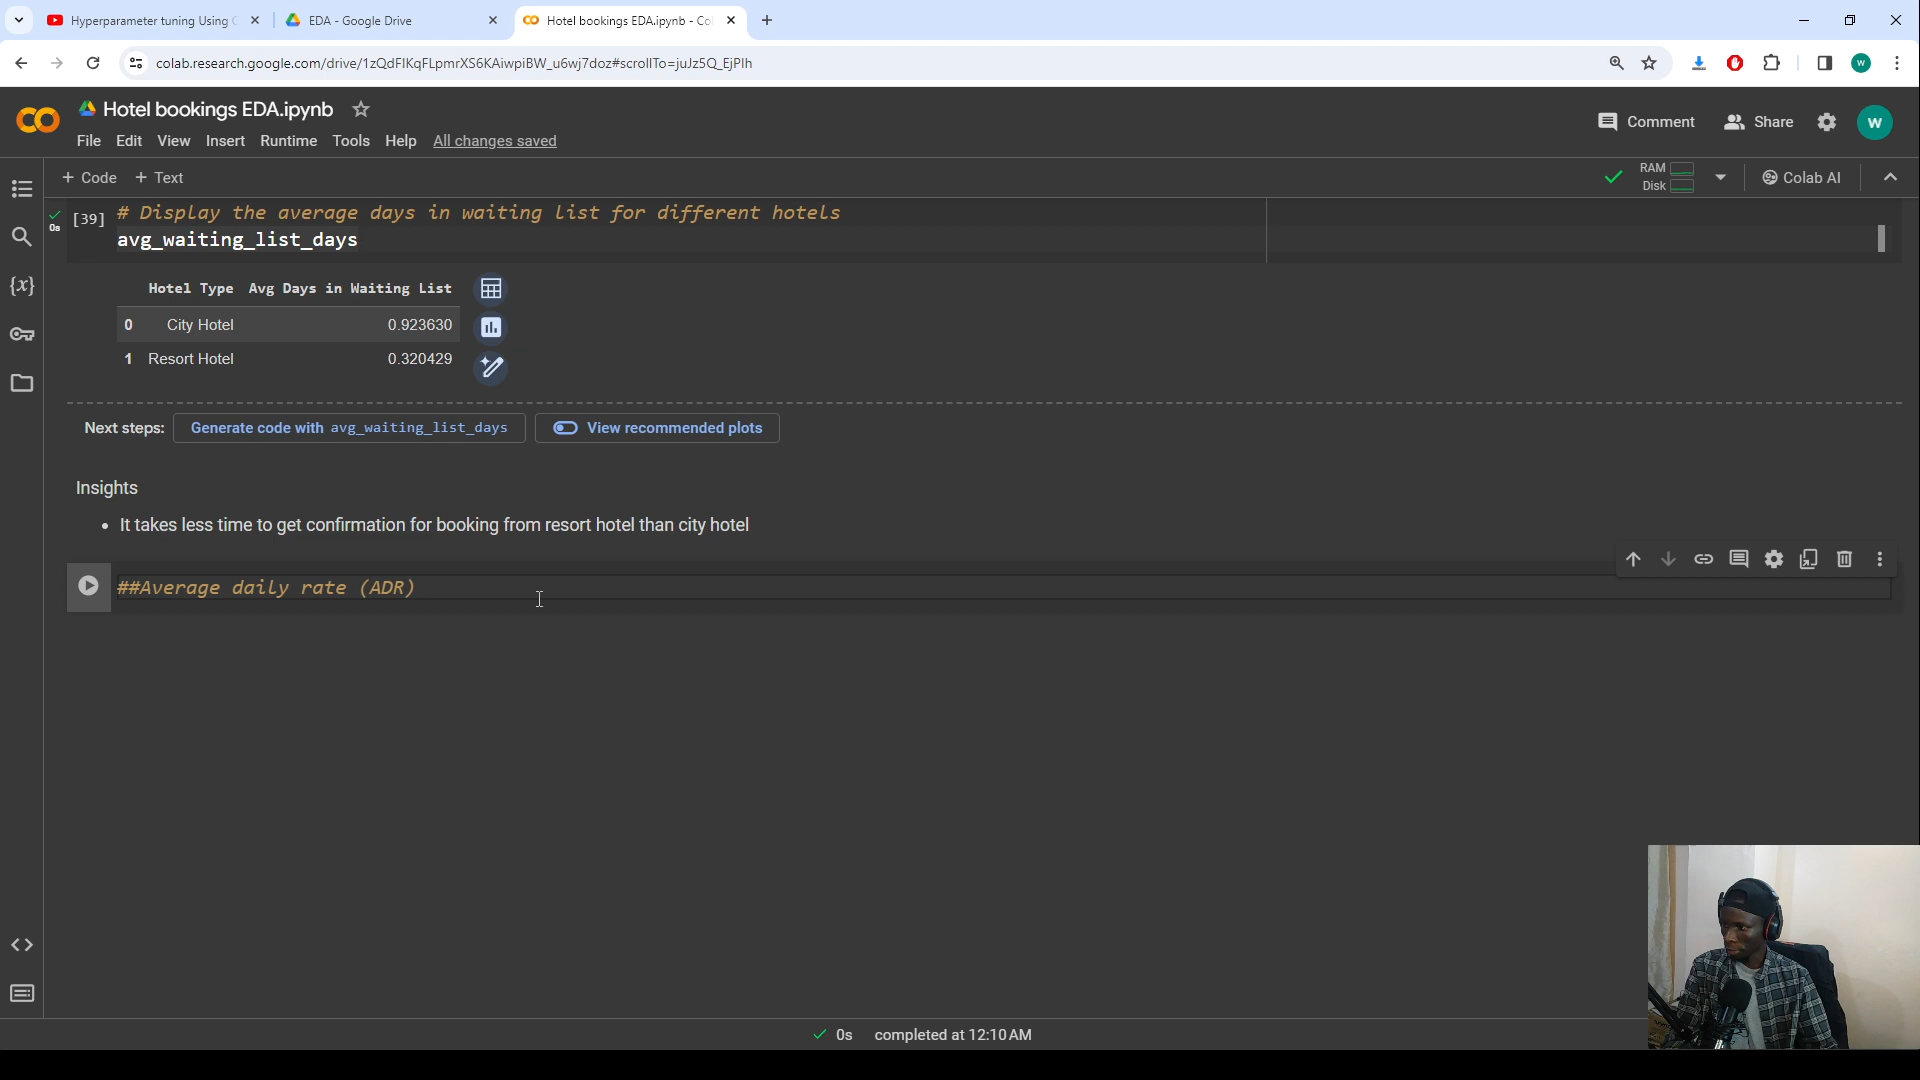 Hyperparameter tuning Using
EDA - Google Drive
Hotel bookings EDA.ipynb - Co
colab.research.google.com/drive/1zQdFIKqFLpmrXS6KAiwpiBW_u6wj7doz#scrollTo=juJz5Q_EjPIh
W
Hotel bookings EDA.ipynb
Comment
Share
W
File Edit View Insert Runtime Tools Help All changes saved
+ Code + Text
RAM
Disk
Colab AI
0s
[39]
# Display the average days in waiting list for different hotels
avg_waiting_list_days
{x}
Hotel Type Avg Days in Waiting List
0 City Hotel 0.923630
1 Resort Hotel 0.320429
Next steps: Generate code with avg_waiting_list_days View recommended plots
Insights
• It takes less time to get confirmation for booking from resort hotel than city hotel
##Average daily rate (ADR)
0s completed at 12:10 AM